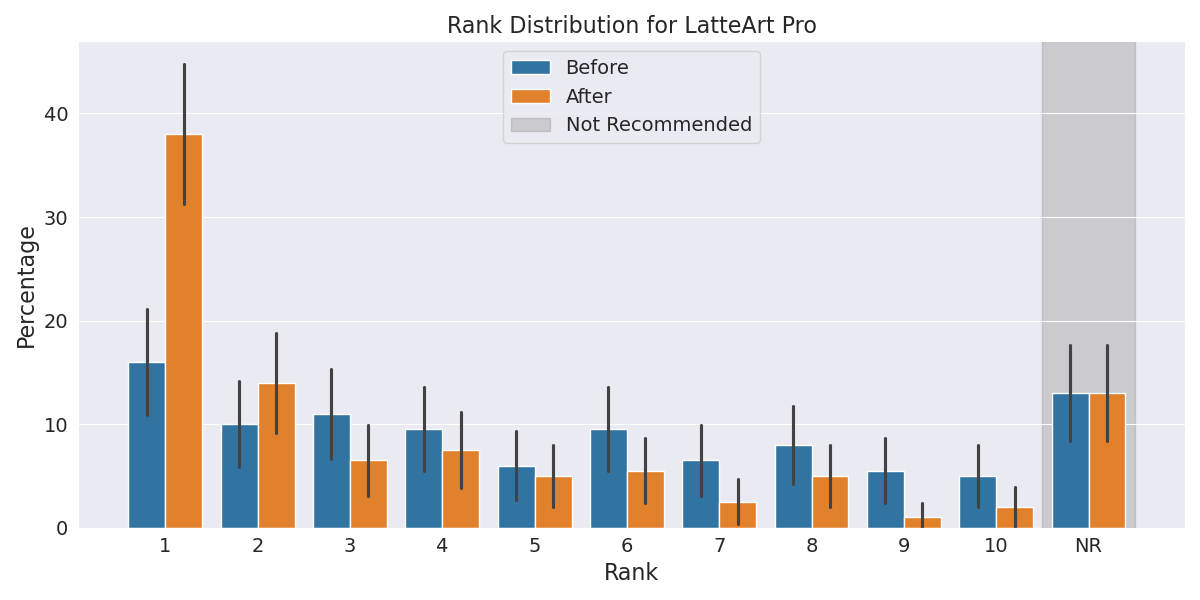 Rank Distribution for LatteArt Pro
Before
After
Not Recommended
Percentage
40
30
20
10
0
1 2 3 4 5 6 7 8 9 10 NR
Rank